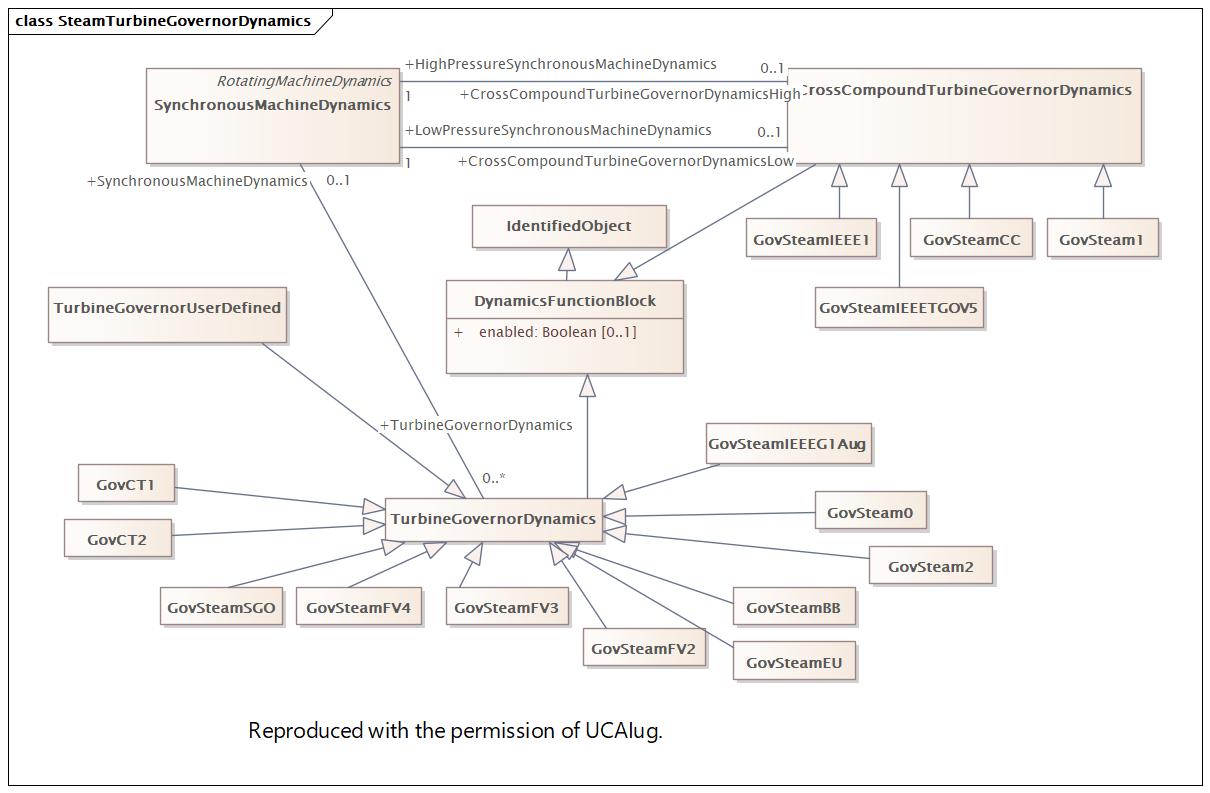 class SteamTurbineGovernorDynamics
RotatingMachineDynamics
SynchronousMachineDynamics
+HighPressureSynchronousMachineDynamics
0..1
1
+CrossCompoundTurbineGovernorDynamicsHigh
CrossCompoundTurbineGovernorDynamics
+LowPressureSynchronousMachineDynamics
0..1
1
+CrossCompoundTurbineGovernorDynamicsLow
+SynchronousMachineDynamics
0..1
IdentifiedObject
GovSteamIEEE1
GovSteamCC
GovSteam1
GovSteamIEEETGOV5
TurbineGovernorUserDefined
DynamicsFunctionBlock
+ enabled: Boolean [0..1]
+TurbineGovernorDynamics
0..*
GovSteamIEEEG1Aug
GovCT1
GovCT2
TurbineGovernorDynamics
GovSteam0
GovSteam2
GovSteamSGO
GovSteamFV4
GovSteamFV3
GovSteamFV2
GovSteamBB
GovSteamEU
Reproduced with the permission of UCAIug.